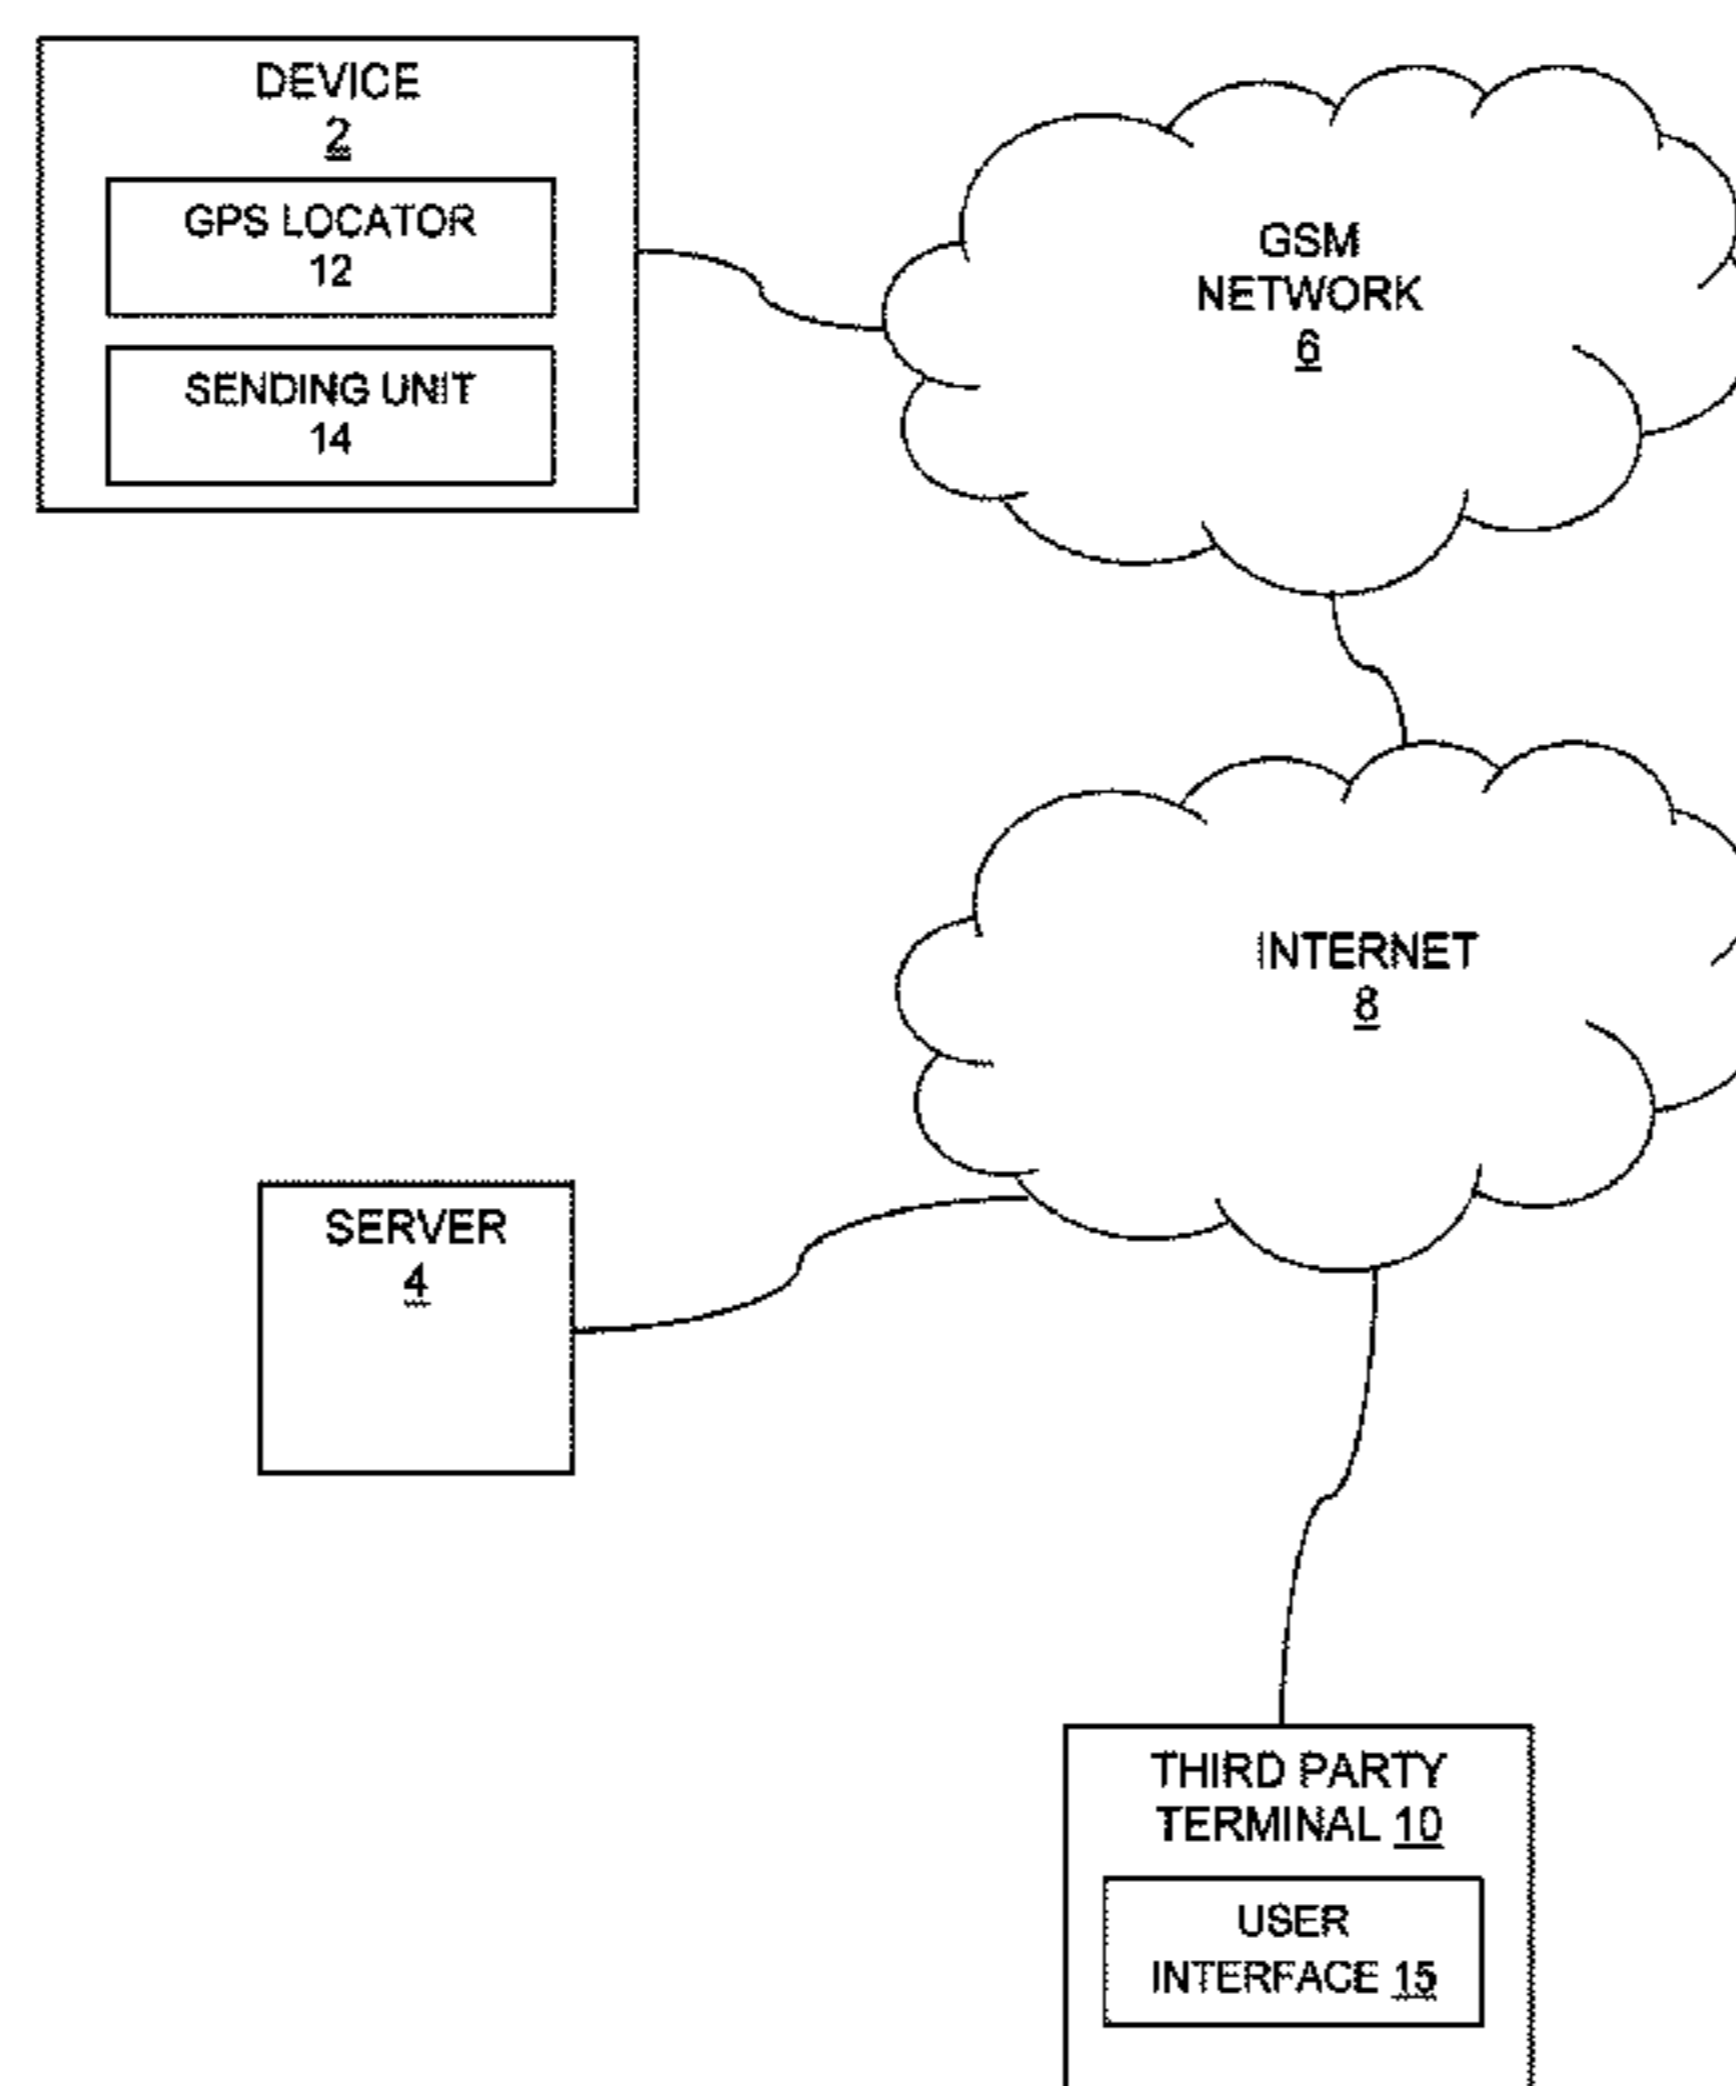 DEVICE
2
GPS LOCATOR
12
SENDING UNIT
14
GSM
NETWORK
6
INTERNET
8
SERVER
4
THIRD PARTY
TERMINAL 10
USER
INTERFACE 15